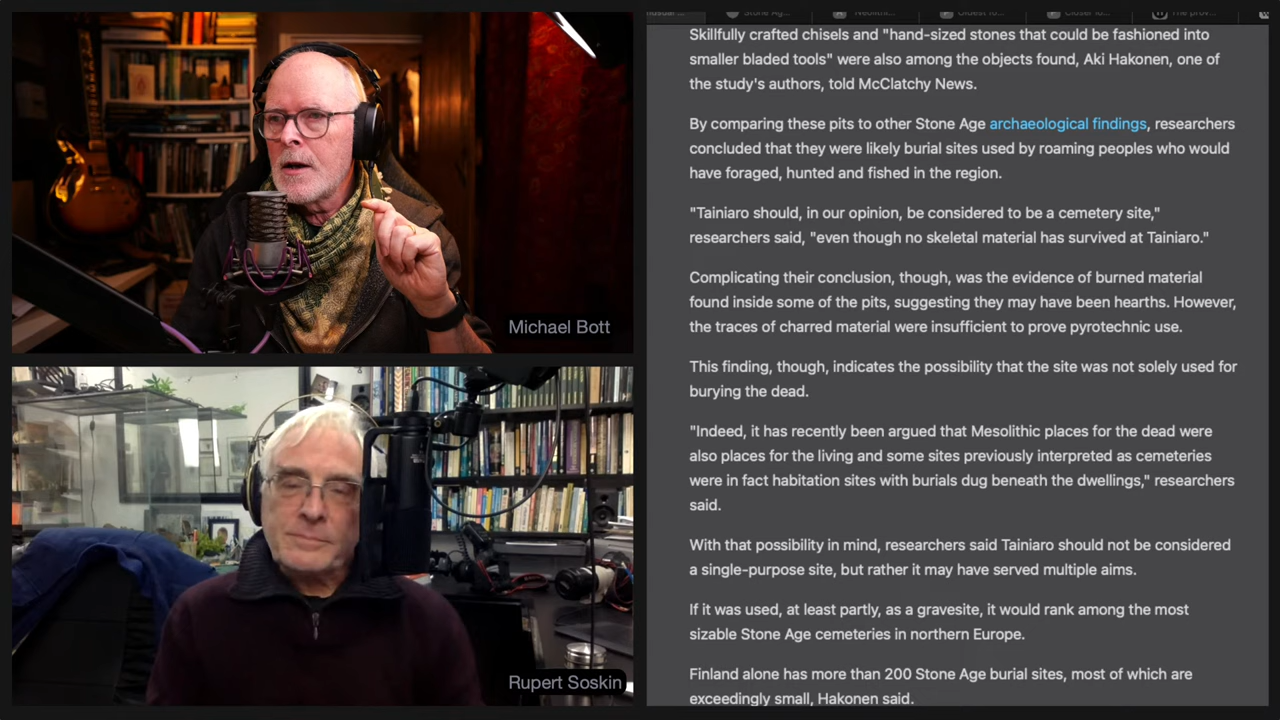 Michael Bott
Rupert Soskin
Stone Ag...
Neolithi...
Oldest to...
Closer lo...
The prov...
Skillfully crafted chisels and "hand-sized stones that could be fashioned into
smaller bladed tools" were also among the objects found, Aki Hakonen, one of
the study's authors, told McClatchy News.
By comparing these pits to other Stone Age archaeological findings, researchers
concluded that they were likely burial sites used by roaming peoples who would
have foraged, hunted and fished in the region.
"Tainiaro should, in our opinion, be considered to be a cemetery site,"
researchers said, "even though no skeletal material has survived at Tainiaro."
Complicating their conclusion, though, was the evidence of burned material
found inside some of the pits, suggesting they may have been hearths. However,
the traces of charred material were insufficient to prove pyrotechnic use.
This finding, though, indicates the possibility that the site was not solely used for
burying the dead.
"Indeed, it has recently been argued that Mesolithic places for the dead were
also places for the living and some sites previously interpreted as cemeteries
were in fact habitation sites with burials dug beneath the dwellings," researchers
said.
With that possibility in mind, researchers said Tainiaro should not be considered
a single-purpose site, but rather it may have served multiple aims.
If it was used, at least partly, as a gravesite, it would rank among the most
sizable Stone Age cemeteries in northern Europe.
Finland alone has more than 200 Stone Age burial sites, most of which are
exceedingly small, Hakonen said.